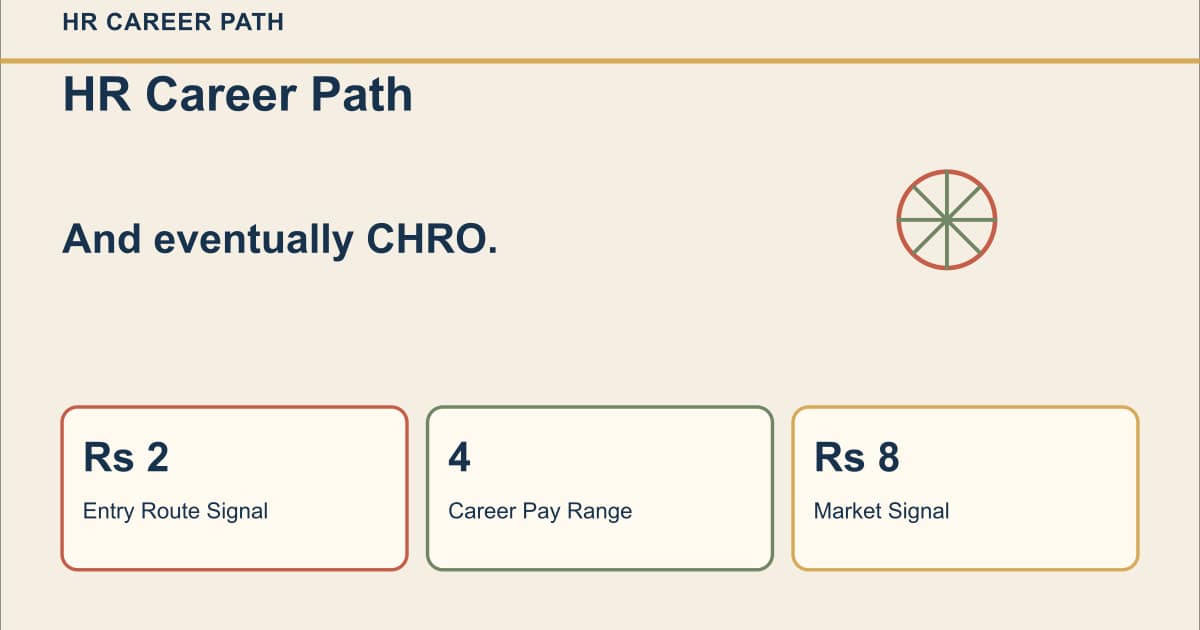 HR CAREER PATH
HR Career Path
And eventually CHRO.
Rs 2
Entry Route Signal
4
Career Pay Range
Rs 8
Market Signal